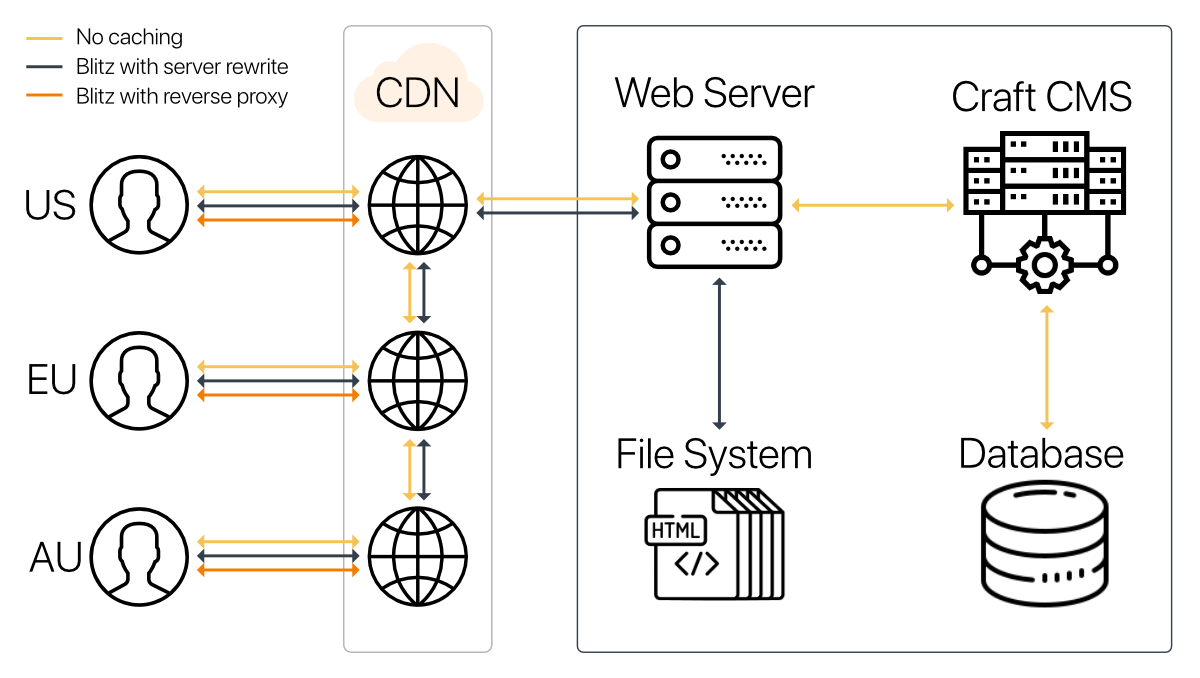 No caching
Blitz with server rewrite
Blitz with reverse proxy
CDN
Web Server
Craft CMS
US
EU
AU
File System
Database
HTML
</>